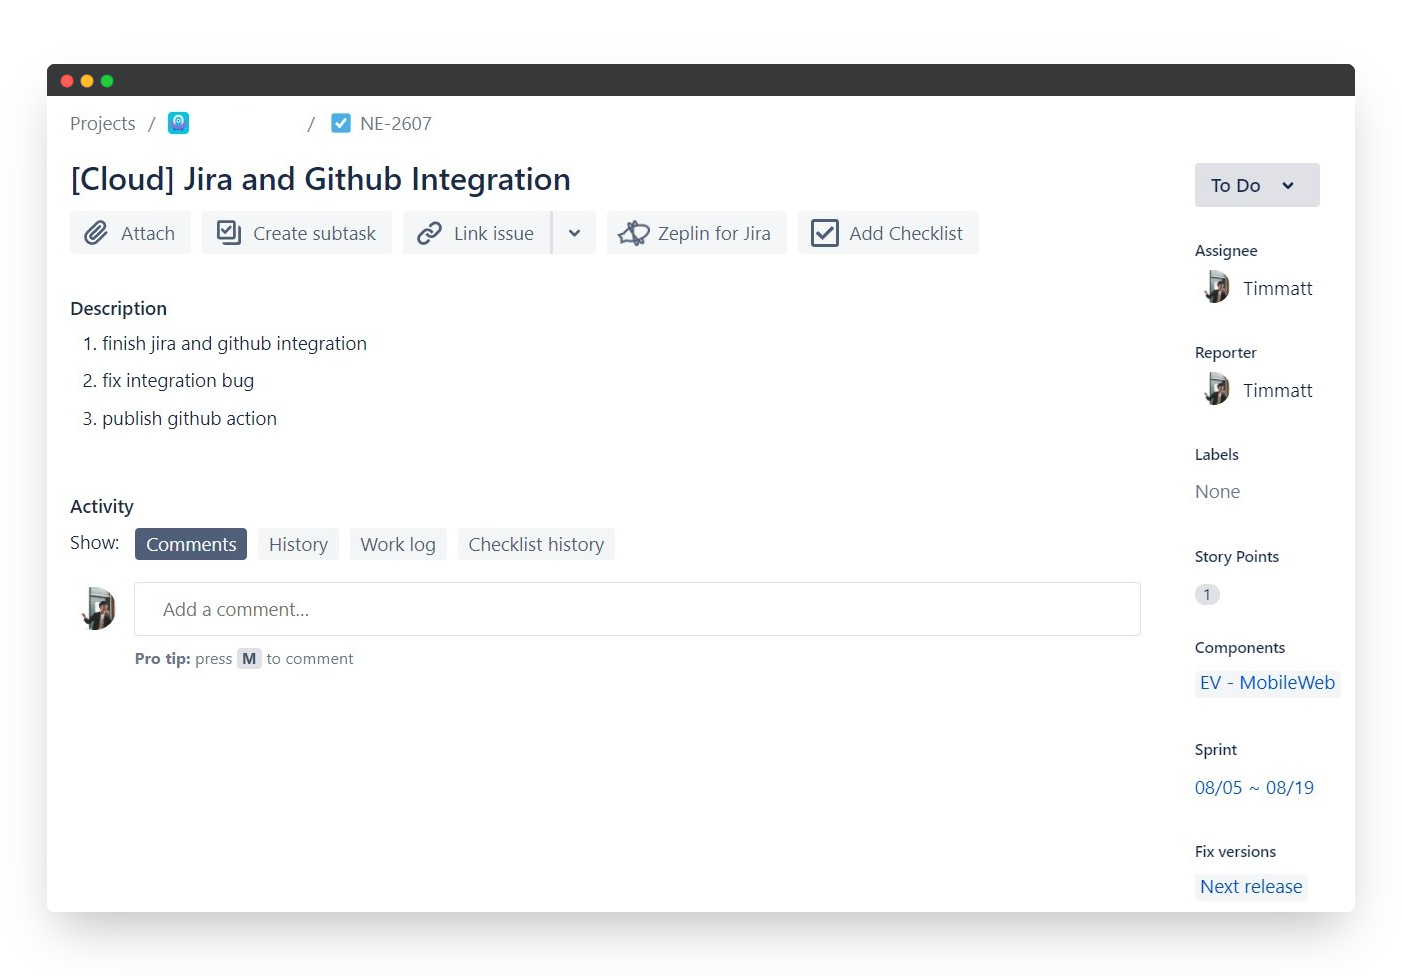 Projects / / NE-2607
[Cloud] Jira and Github Integration
Attach Create subtask Link issue Zeplin for Jira Add Checklist
Description
1. finish jira and github integration
2. fix integration bug
3. publish github action
Activity
Show: Comments History Work log Checklist history
Add a comment...
Pro tip: press M to comment
To Do
Assignee
Timmatt
Reporter
Timmatt
Labels
None
Story Points
1
Components
EV - MobileWeb
Sprint
08/05 ~ 08/19
Fix versions
Next release